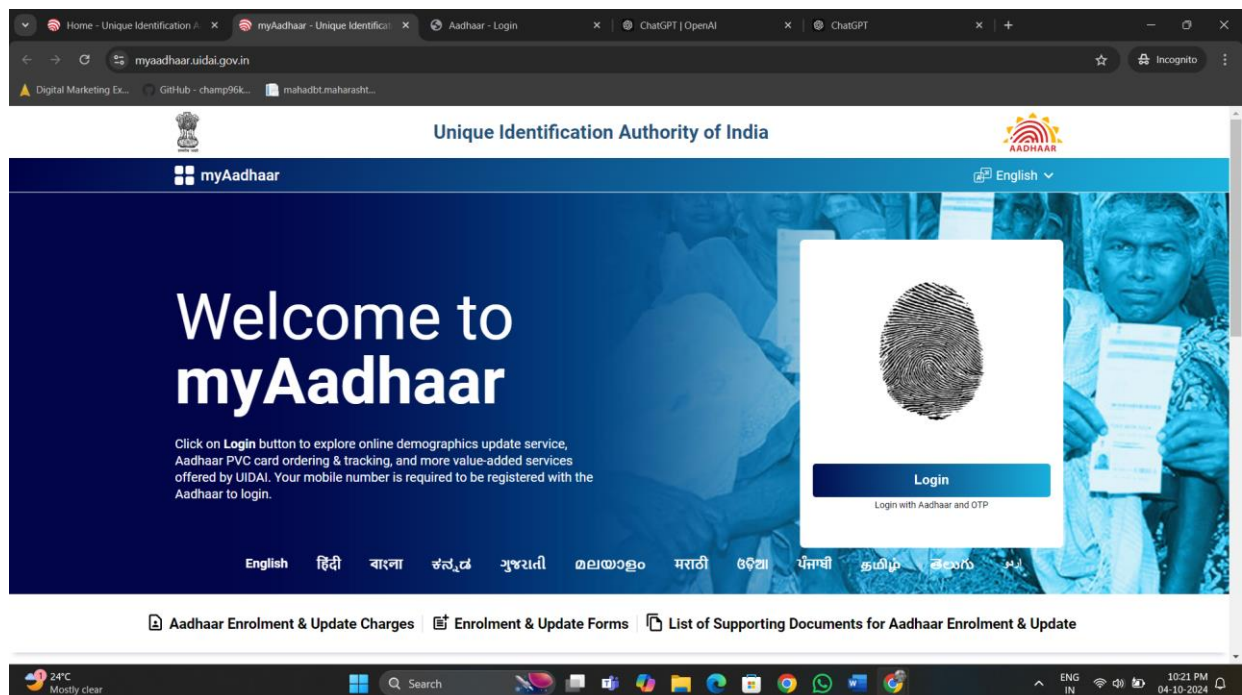 Home - Unique Identification A
myAadhaar - Unique Identificat
Aadhaar - Login
ChatGPT | OpenAI
ChatGPT
myaadhaar.uidai.gov.in
Incognito
Digital Marketing Ex...
GitHub - champ96k...
mahadbt.maharasht...
Unique Identification Authority of India
AADHAAR
myAadhaar
English
Welcome to
myAadhaar
Click on Login button to explore online demographics update service,
Aadhaar PVC card ordering & tracking, and more value-added services
offered by UIDAI. Your mobile number is required to be registered with the
Aadhaar to login.
Login
Login with Aadhaar and OTP
English हिंदी বাংলা ಕನ್ನಡ ગુજરાતી മലയാളം मराठी ଓଡ଼ିଆ ਪੰਜਾਬੀ தமிழ் తెలుగు اردو
Aadhaar Enrolment & Update Charges
Enrolment & Update Forms
List of Supporting Documents for Aadhaar Enrolment & Update
24°C
Mostly clear
Search
ENG
IN
10:21 PM
04-10-2024